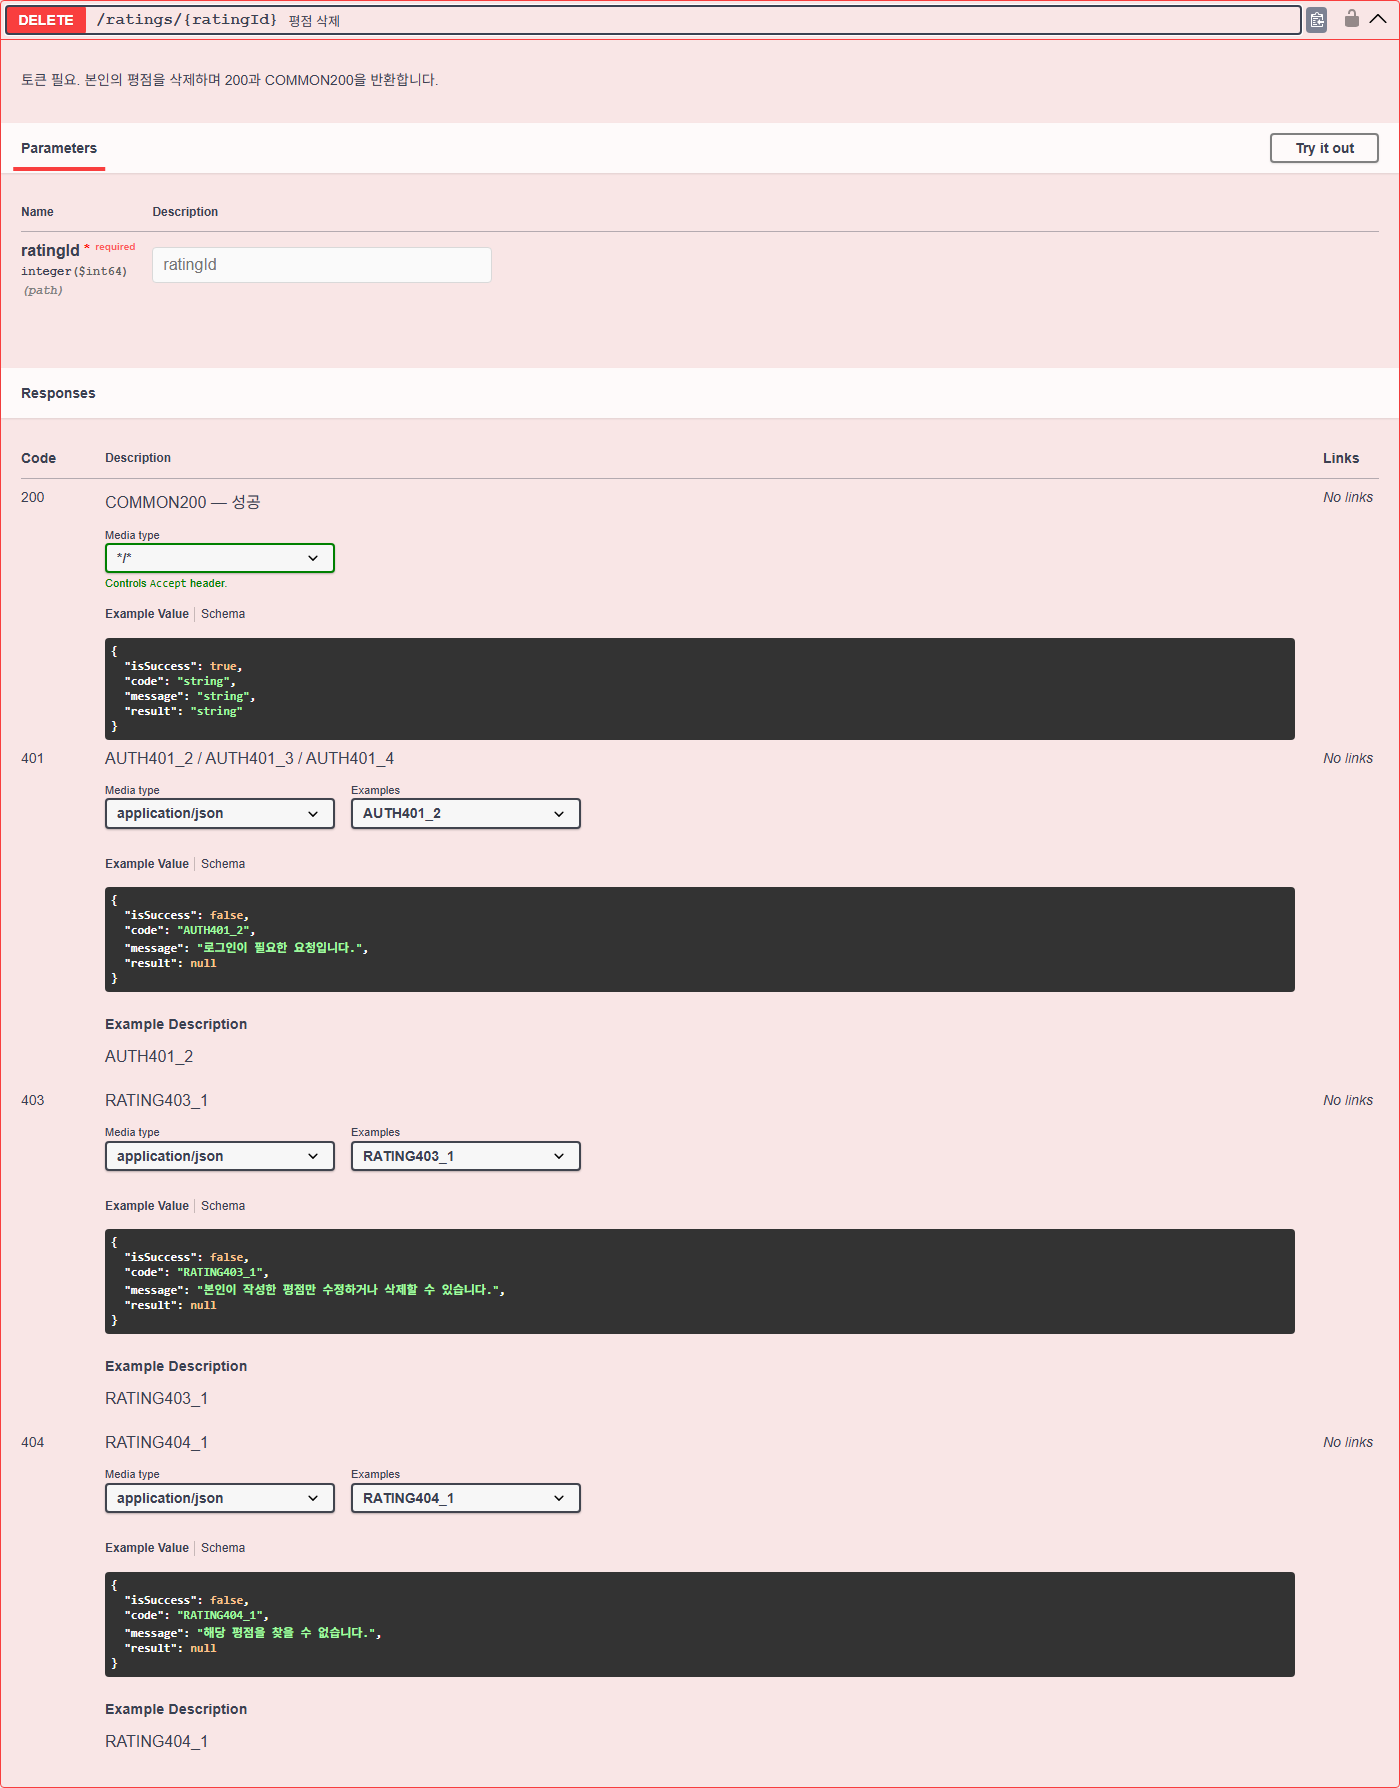 DELETE /ratings/{ratingId} 평점 삭제
토큰 필요. 본인의 평점을 삭제하며 200과 COMMON200을 반환합니다.
Parameters
Try it out
Name Description
ratingId * required
integer($int64)
(path)
ratingId
Responses
Code Description Links
200 COMMON200 — 성공 No links
Media type
*/*
Controls Accept header.
Example Value Schema
{
  "isSuccess": true,
  "code": "string",
  "message": "string",
  "result": "string"
}
401 AUTH401_2 / AUTH401_3 / AUTH401_4 No links
Media type Examples
application/json AUTH401_2
Example Value Schema
{
  "isSuccess": false,
  "code": "AUTH401_2",
  "message": "로그인이 필요한 요청입니다.",
  "result": null
}
Example Description
AUTH401_2
403 RATING403_1 No links
Media type Examples
application/json RATING403_1
Example Value Schema
{
  "isSuccess": false,
  "code": "RATING403_1",
  "message": "본인이 작성한 평점만 수정하거나 삭제할 수 있습니다.",
  "result": null
}
Example Description
RATING403_1
404 RATING404_1 No links
Media type Examples
application/json RATING404_1
Example Value Schema
{
  "isSuccess": false,
  "code": "RATING404_1",
  "message": "해당 평점을 찾을 수 없습니다.",
  "result": null
}
Example Description
RATING404_1